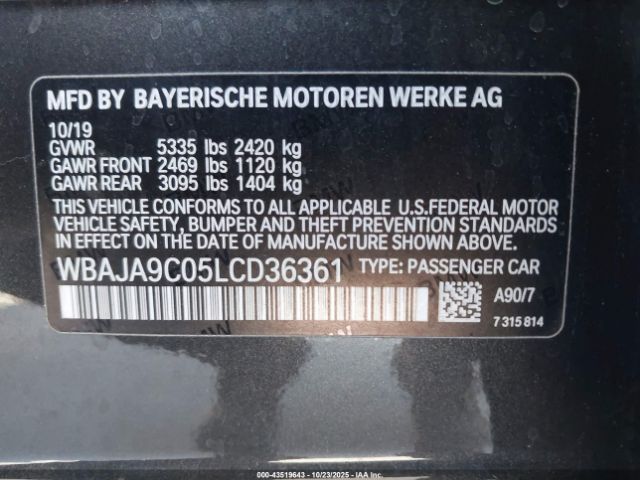 MFD BY BAYERISCHE MOTOREN WERKE AG
10/19
GVWR 5335 lbs 2420 kg
GAWR FRONT 2469 lbs 1120 kg
GAWR REAR 3095 lbs 1404 kg
THIS VEHICLE CONFORMS TO ALL APPLICABLE U.S.FEDERAL MOTOR
VEHICLE SAFETY, BUMPER AND THEFT PREVENTION STANDARDS
IN EFFECT ON THE DATE OF MANUFACTURE SHOWN ABOVE.
WBAJA9C05LCD36361 TYPE: PASSENGER CAR
A90/7
7 315 814
000-43519643 | 10/23/2025 | IAA Inc.